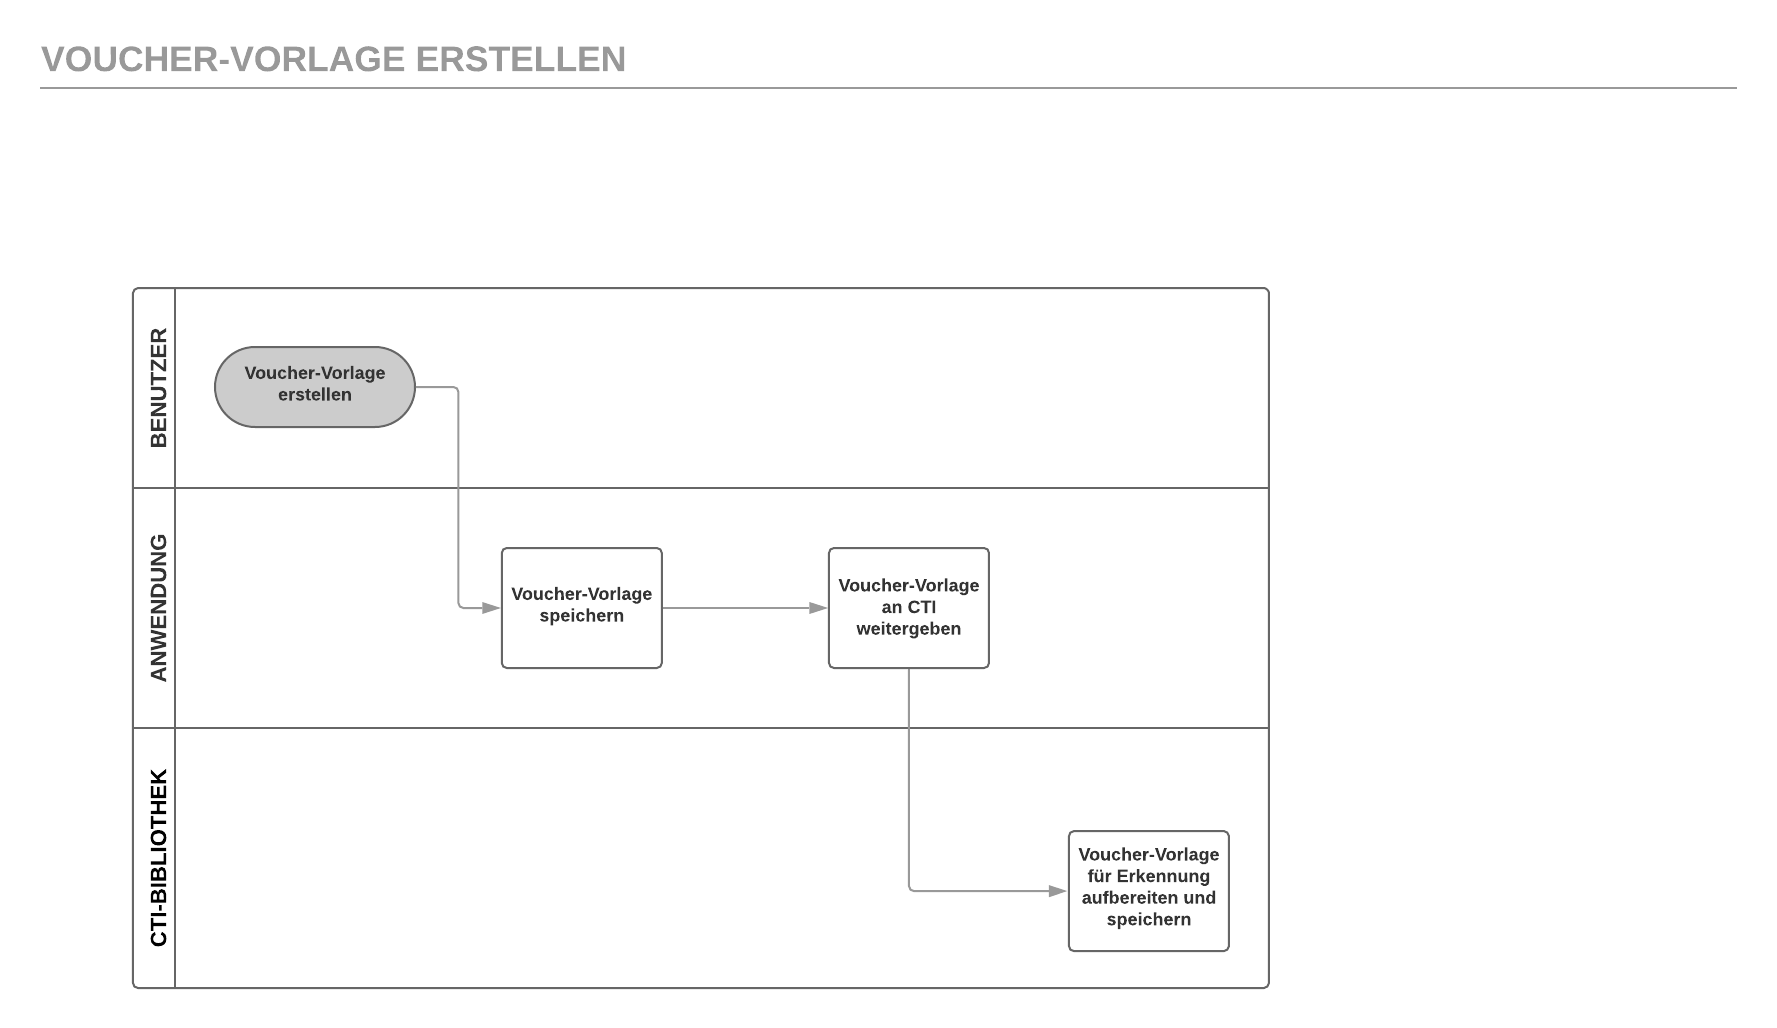 VOUCHER-VORLAGE ERSTELLEN
BENUTZER
Voucher-Vorlage
erstellen
ANWENDUNG
Voucher-Vorlage
speichern
Voucher-Vorlage
an CTI
weitergeben
CTI-BIBLIOTHEK
Voucher-Vorlage
für Erkennung
aufbereiten und
speichern